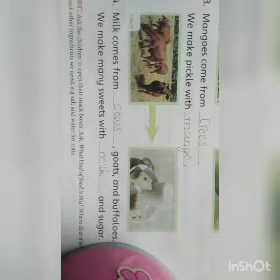 3. Mangoes come from trees.
We make pickle with mango.
4. Milk comes from cows, goats, and buffaloes.
We make many sweets with milk and sugar.
InShot